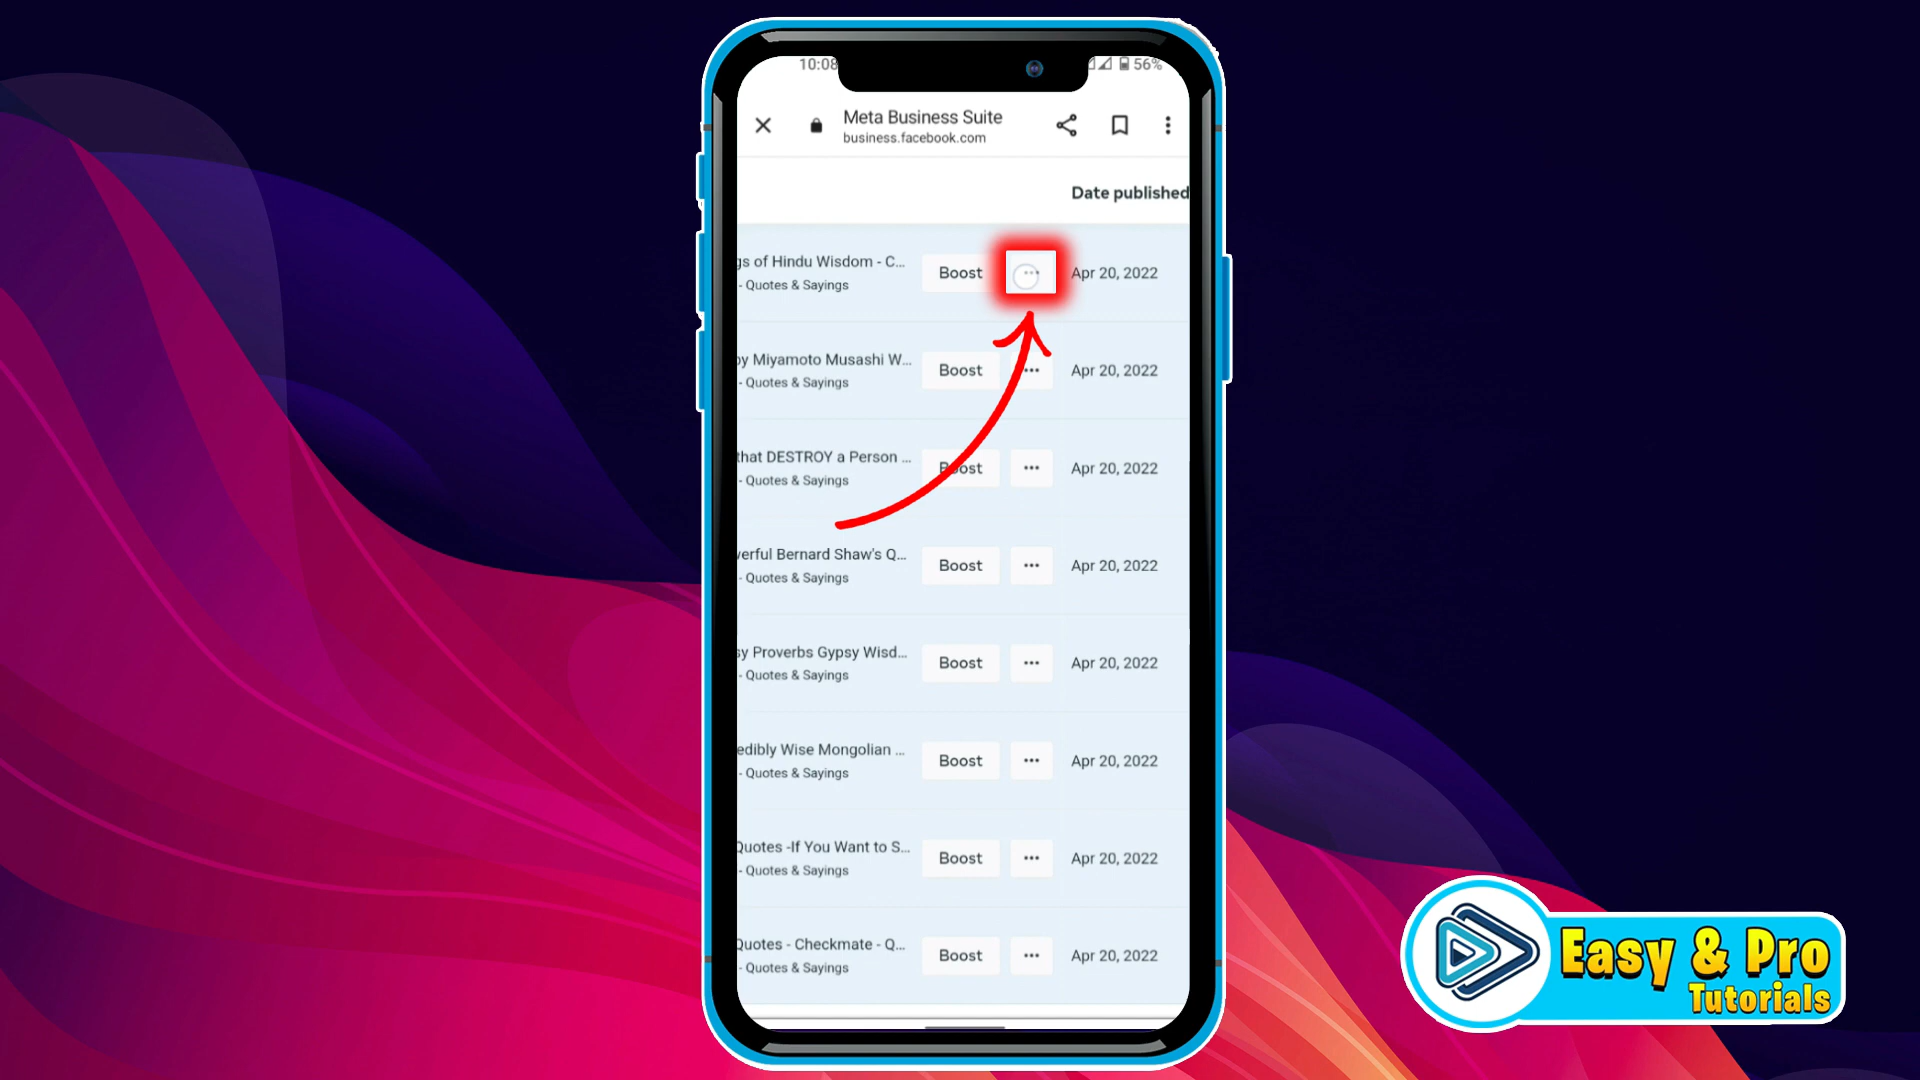 10:08
56%
Meta Business Suite
business.facebook.com
Date published
gs of Hindu Wisdom - C...
- Quotes & Sayings
Boost
...
Apr 20, 2022
by Miyamoto Musashi W...
- Quotes & Sayings
Boost
...
Apr 20, 2022
that DESTROY a Person ...
- Quotes & Sayings
Boost
...
Apr 20, 2022
verful Bernard Shaw's Q...
- Quotes & Sayings
Boost
...
Apr 20, 2022
sy Proverbs Gypsy Wisd...
- Quotes & Sayings
Boost
...
Apr 20, 2022
edibly Wise Mongolian ...
- Quotes & Sayings
Boost
...
Apr 20, 2022
Quotes -If You Want to S...
- Quotes & Sayings
Boost
...
Apr 20, 2022
Quotes - Checkmate - Q...
- Quotes & Sayings
Boost
...
Apr 20, 2022
Easy & Pro
Tutorials